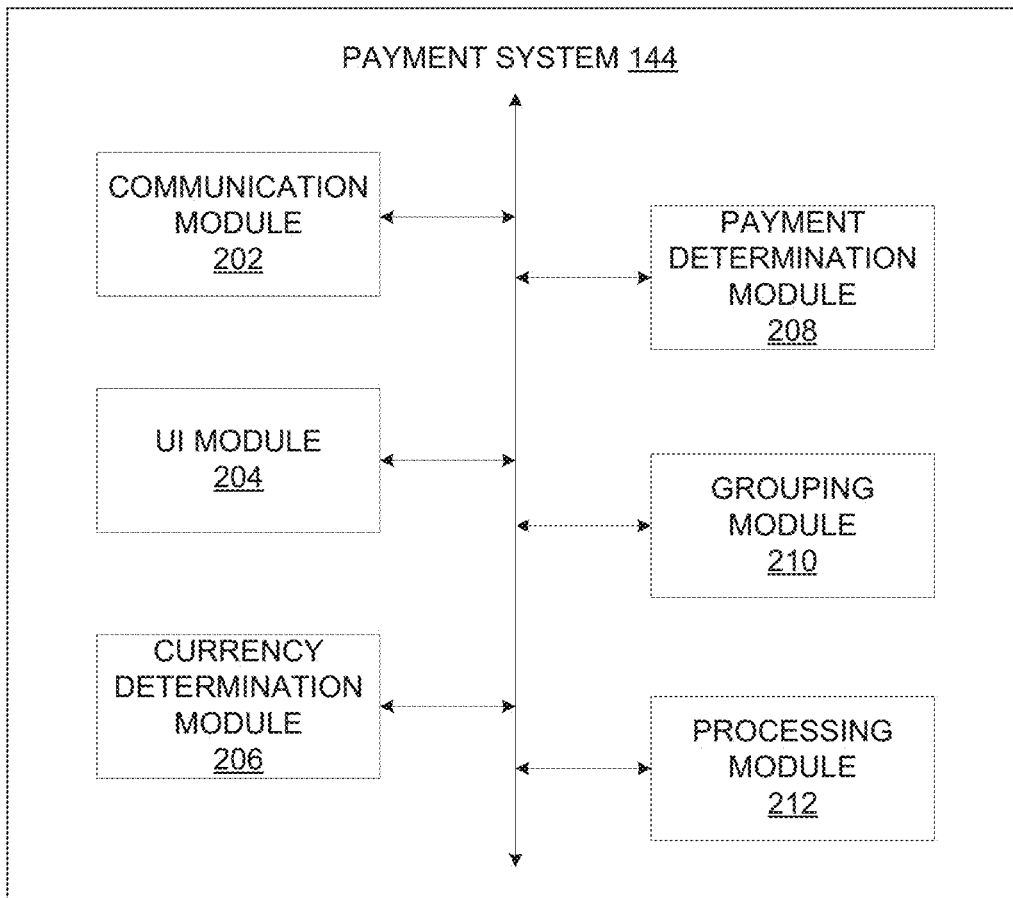 PAYMENT SYSTEM 144
COMMUNICATION
MODULE
202
UI MODULE
204
CURRENCY
DETERMINATION
MODULE
206
PAYMENT
DETERMINATION
MODULE
208
GROUPING
MODULE
210
PROCESSING
MODULE
212